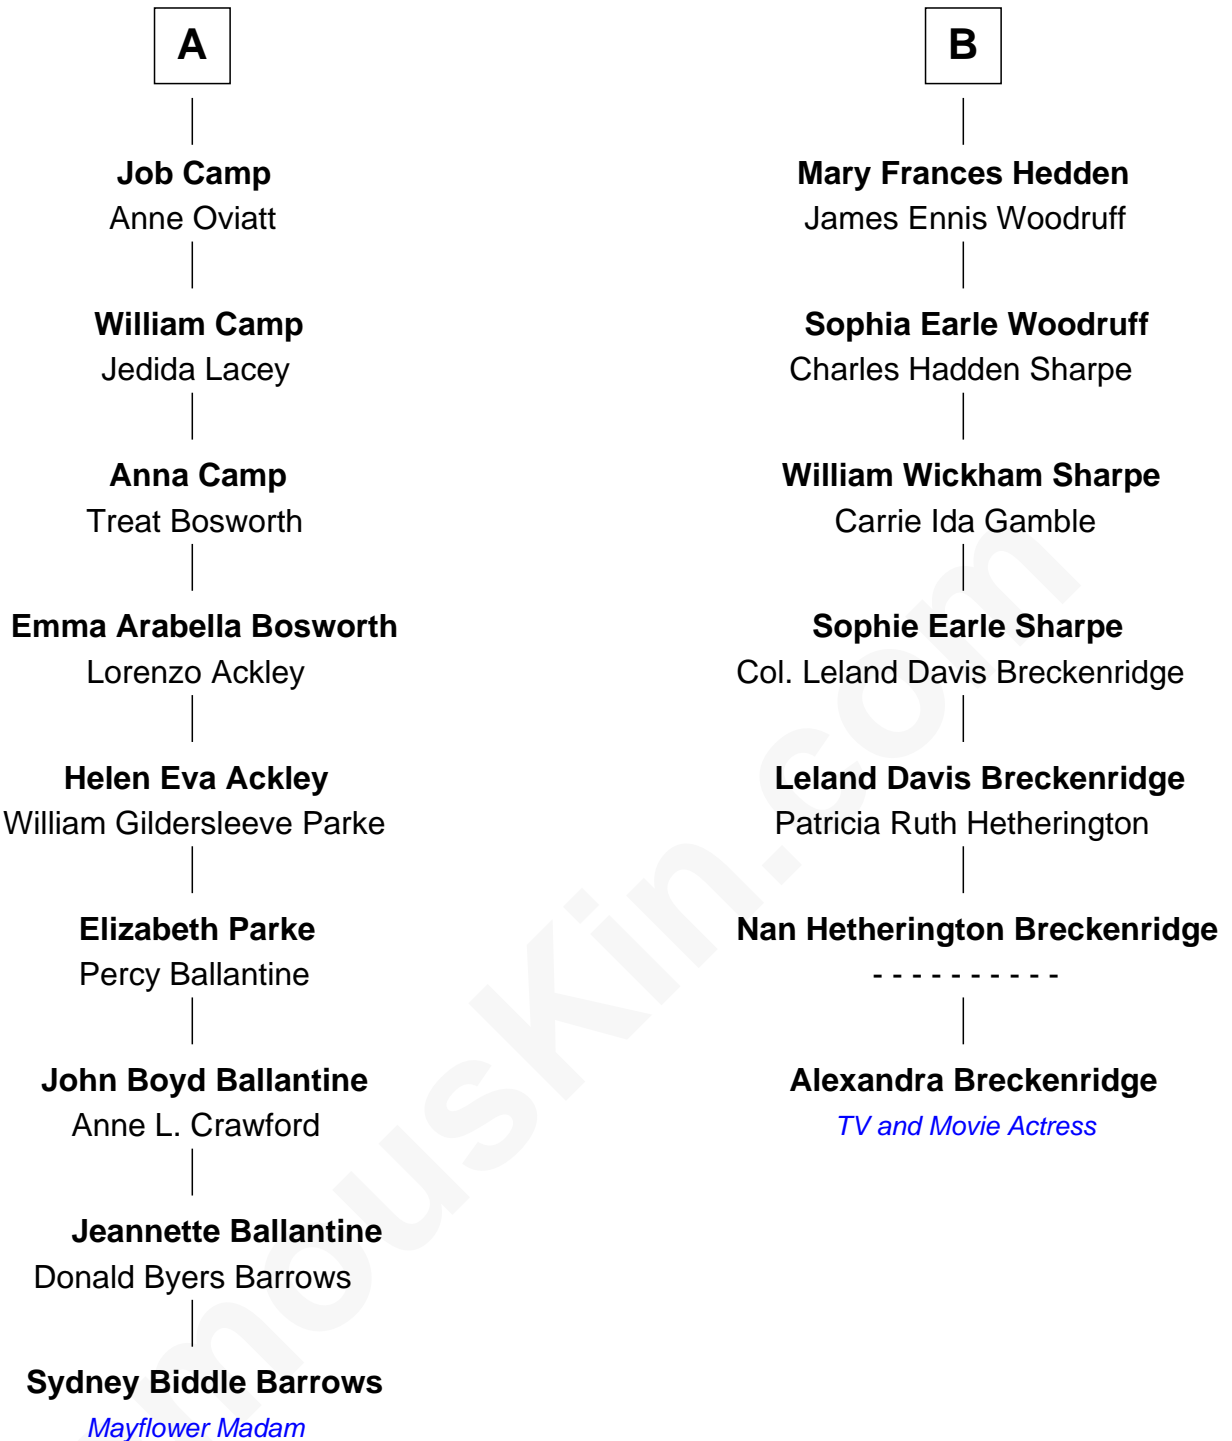 A
Job Camp
Anne Oviatt
William Camp
Jedida Lacey
Anna Camp
Treat Bosworth
Emma Arabella Bosworth
Lorenzo Ackley
Helen Eva Ackley
William Gildersleeve Parke
Elizabeth Parke
Percy Ballantine
John Boyd Ballantine
Anne L. Crawford
Jeannette Ballantine
Donald Byers Barrows
Sydney Biddle Barrows
Mayflower Madam
B
Mary Frances Hedden
James Ennis Woodruff
Sophia Earle Woodruff
Charles Hadden Sharpe
William Wickham Sharpe
Carrie Ida Gamble
Sophie Earle Sharpe
Col. Leland Davis Breckenridge
Leland Davis Breckenridge
Patricia Ruth Hetherington
Nan Hetherington Breckenridge
- - - - - - - - - -
Alexandra Breckenridge
TV and Movie Actress
mousKin.com